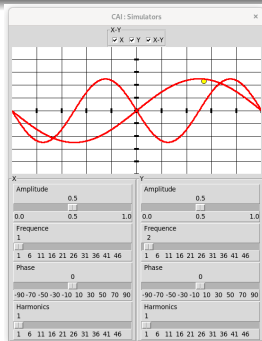 CAI: Simulators ×
X-Y
X Y X-Y
X Y
Amplitude Amplitude
0.5 0.5
0.0 0.5 1.0 0.0 0.5 1.0
Frequence Frequence
1 2
1 6 11 16 21 26 31 36 41 46 1 6 11 16 21 26 31 36 41 46
Phase Phase
0 0
-90 -70 -50 -30 -10 10 30 50 70 90 -90 -70 -50 -30 -10 10 30 50 70 90
Harmonics Harmonics
1 1
1 6 11 16 21 26 31 36 41 46 1 6 11 16 21 26 31 36 41 46